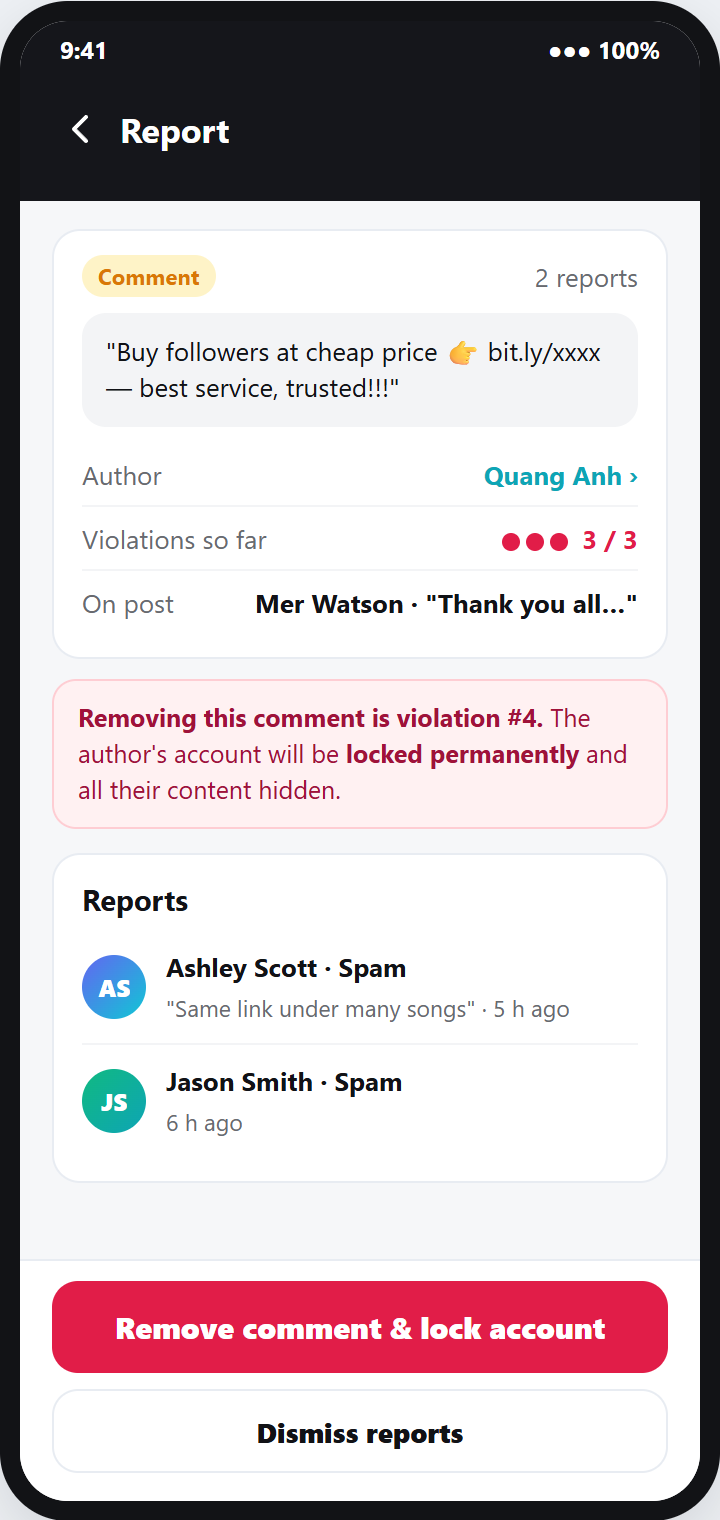 9:41 ●●● 100%
Report
Comment 2 reports
"Buy followers at cheap price 👉 bit.ly/xxxx
— best service, trusted!!!"
Author Quang Anh ›
Violations so far 3 / 3
On post Mer Watson · "Thank you all..."
Removing this comment is violation #4. The
author's account will be locked permanently and
all their content hidden.
Reports
AS Ashley Scott · Spam
"Same link under many songs" · 5 h ago
JS Jason Smith · Spam
6 h ago
Remove comment & lock account
Dismiss reports